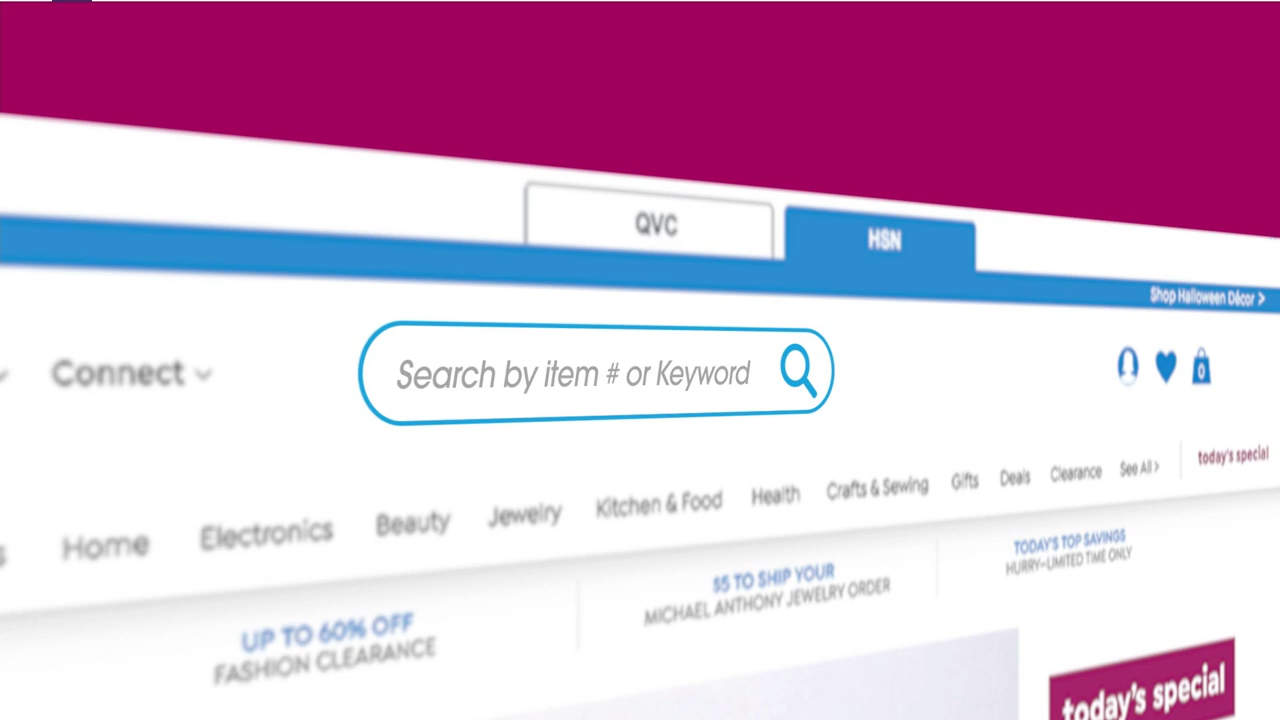 QVC
HSN
Shop Halloween Décor >
Connect
Search by item # or Keyword
0
Home Electronics Beauty Jewelry Kitchen & Food Health Crafts & Sewing Gifts Deals Clearance See All > today's special
UP TO 60% OFF
FASHION CLEARANCE
$5 TO SHIP YOUR
MICHAEL ANTHONY JEWELRY ORDER
TODAY'S TOP SAVINGS
HURRY–LIMITED TIME ONLY
today's special